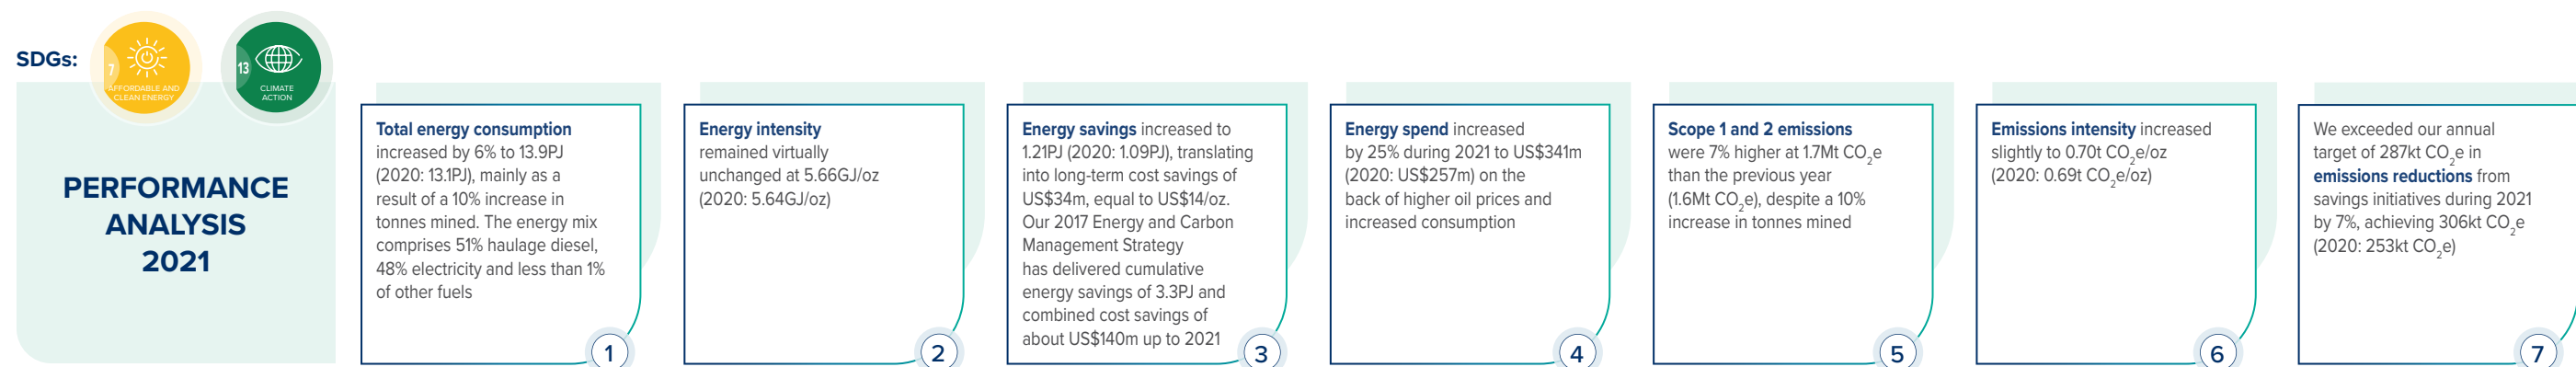 SDGs:
7
AFFORDABLE AND
CLEAN ENERGY
13
CLIMATE
ACTION
PERFORMANCE
ANALYSIS
2021
Total energy consumption
increased by 6% to 13.9PJ
(2020: 13.1PJ), mainly as a
result of a 10% increase in
tonnes mined. The energy mix
comprises 51% haulage diesel,
48% electricity and less than 1%
of other fuels
1
Energy intensity
remained virtually
unchanged at 5.66GJ/oz
(2020: 5.64GJ/oz)
2
Energy savings increased to
1.21PJ (2020: 1.09PJ), translating
into long-term cost savings of
US$34m, equal to US$14/oz.
Our 2017 Energy and Carbon
Management Strategy
has delivered cumulative
energy savings of 3.3PJ and
combined cost savings of
about US$140m up to 2021
3
Energy spend increased
by 25% during 2021 to US$341m
(2020: US$257m) on the
back of higher oil prices and
increased consumption
4
Scope 1 and 2 emissions
were 7% higher at 1.7Mt CO₂e
than the previous year
(1.6Mt CO₂e), despite a 10%
increase in tonnes mined
5
Emissions intensity increased
slightly to 0.70t CO₂e/oz
(2020: 0.69t CO₂e/oz)
6
We exceeded our annual
target of 287kt CO₂e in
emissions reductions from
savings initiatives during 2021
by 7%, achieving 306kt CO₂e
(2020: 253kt CO₂e)
7